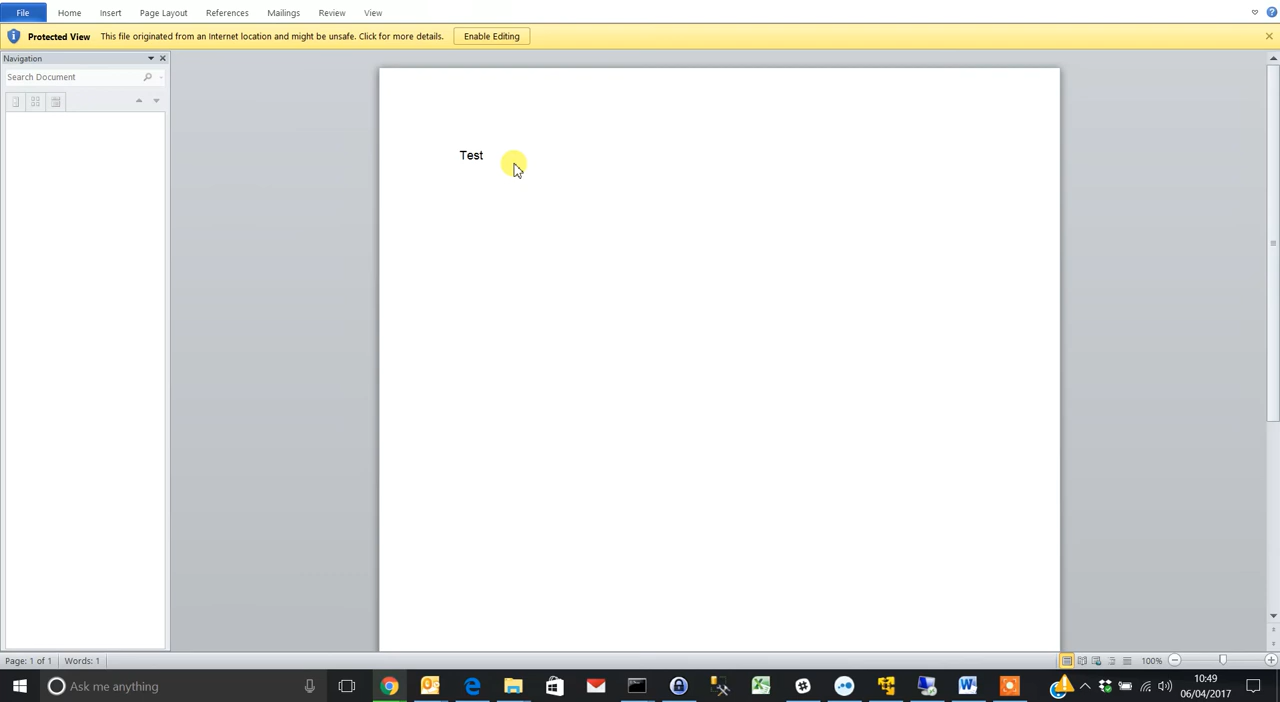 File Home Insert Page Layout References Mailings Review View
Protected View This file originated from an Internet location and might be unsafe. Click for more details. Enable Editing
Navigation
Search Document
Test
Page: 1 of 1 Words: 1 100%
Ask me anything 10:49
06/04/2017